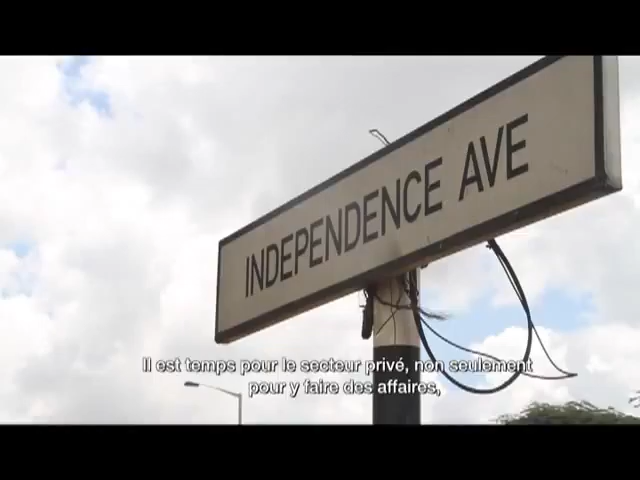 INDEPENDENCE AVE
Il est temps pour le secteur privé, non seulement
pour y faire des affaires,